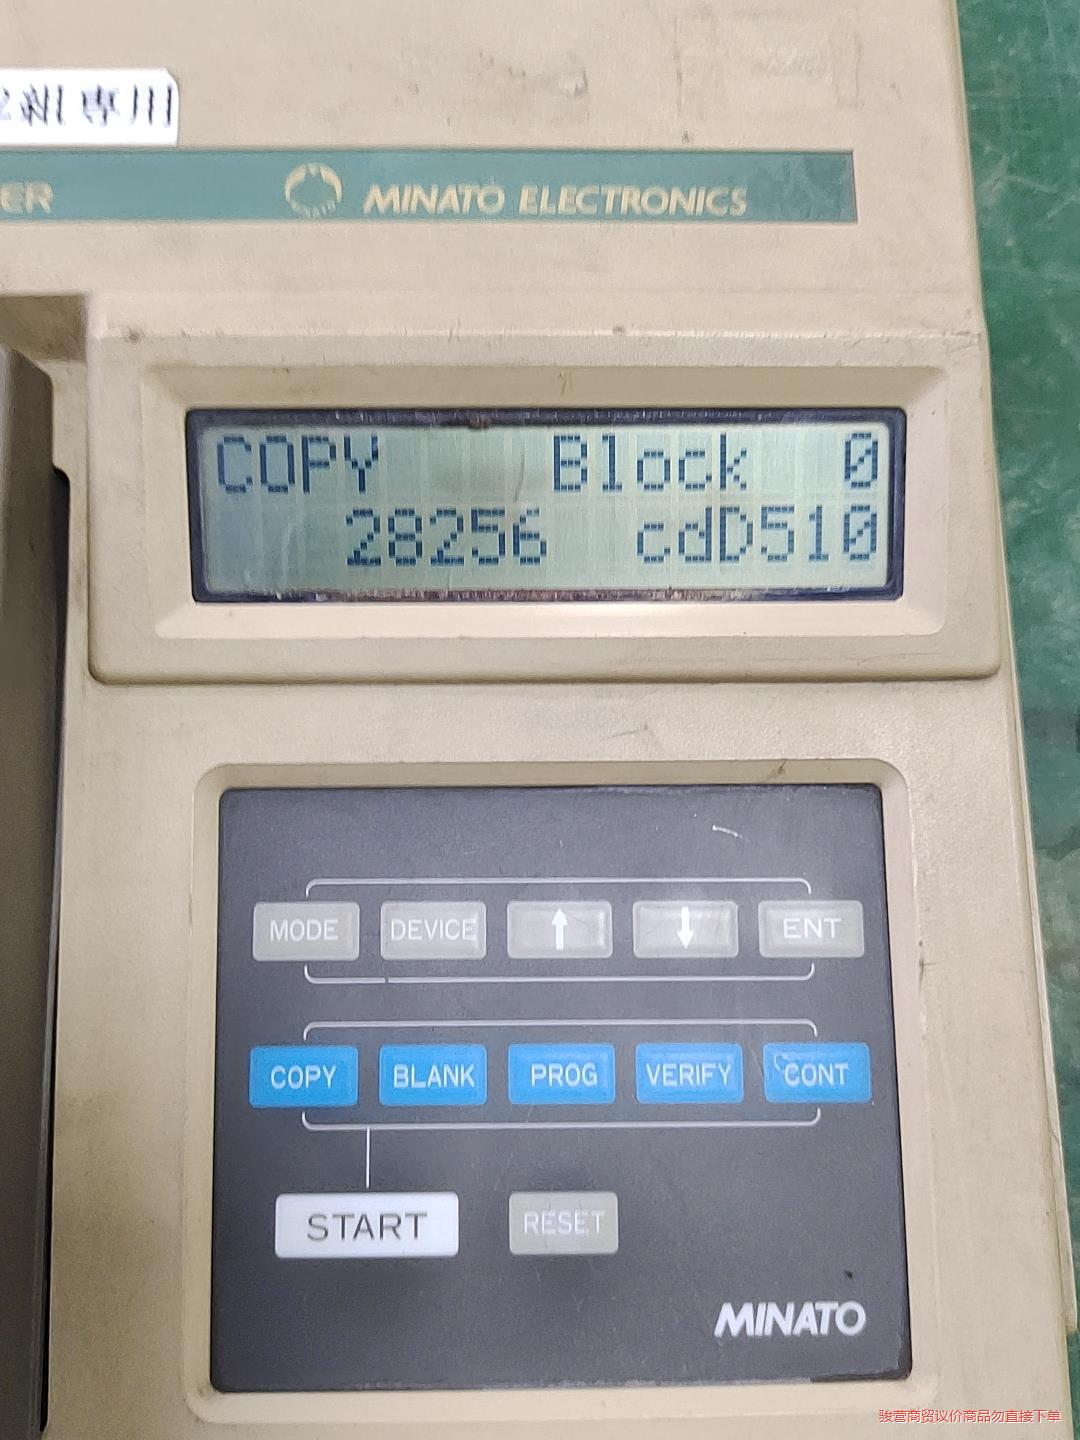 組専用
ER MINATO ELECTRONICS
COPY Block 0
28256 cdD510
MODE DEVICE ↑ ↓ ENT
COPY BLANK PROG VERIFY CONT
START RESET
MINATO
骏营商贸议价商品勿直接下单